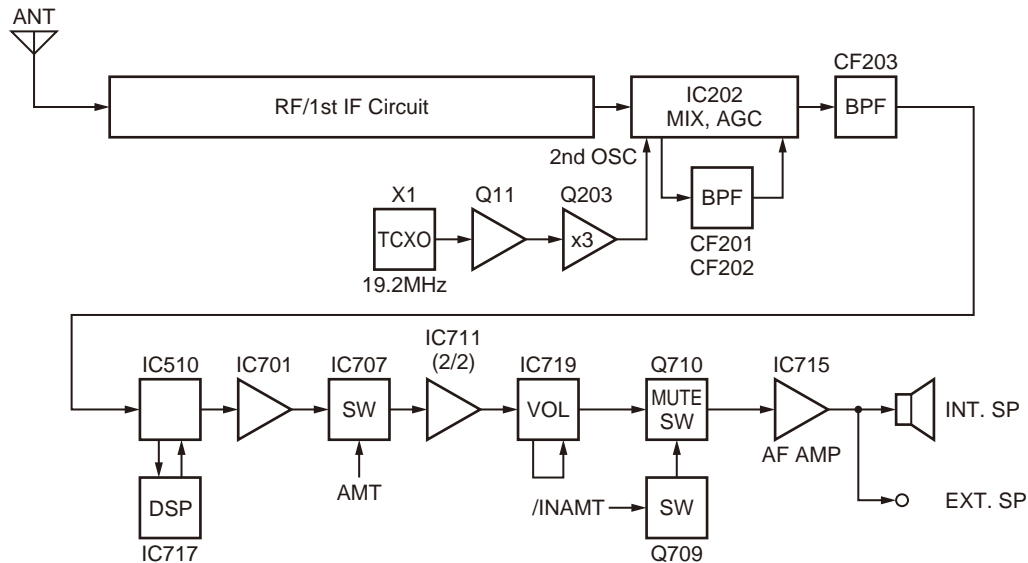 ANT
RF/1st IF Circuit
IC202
MIX, AGC
CF203
BPF
2nd OSC
BPF
CF201
CF202
X1
TCXO
19.2MHz
Q11
Q203
x3
IC510
IC701
IC707
SW
AMT
IC711
(2/2)
IC719
VOL
Q710
MUTE
SW
IC715
AF AMP
INT. SP
EXT. SP
DSP
IC717
/INAMT
SW
Q709